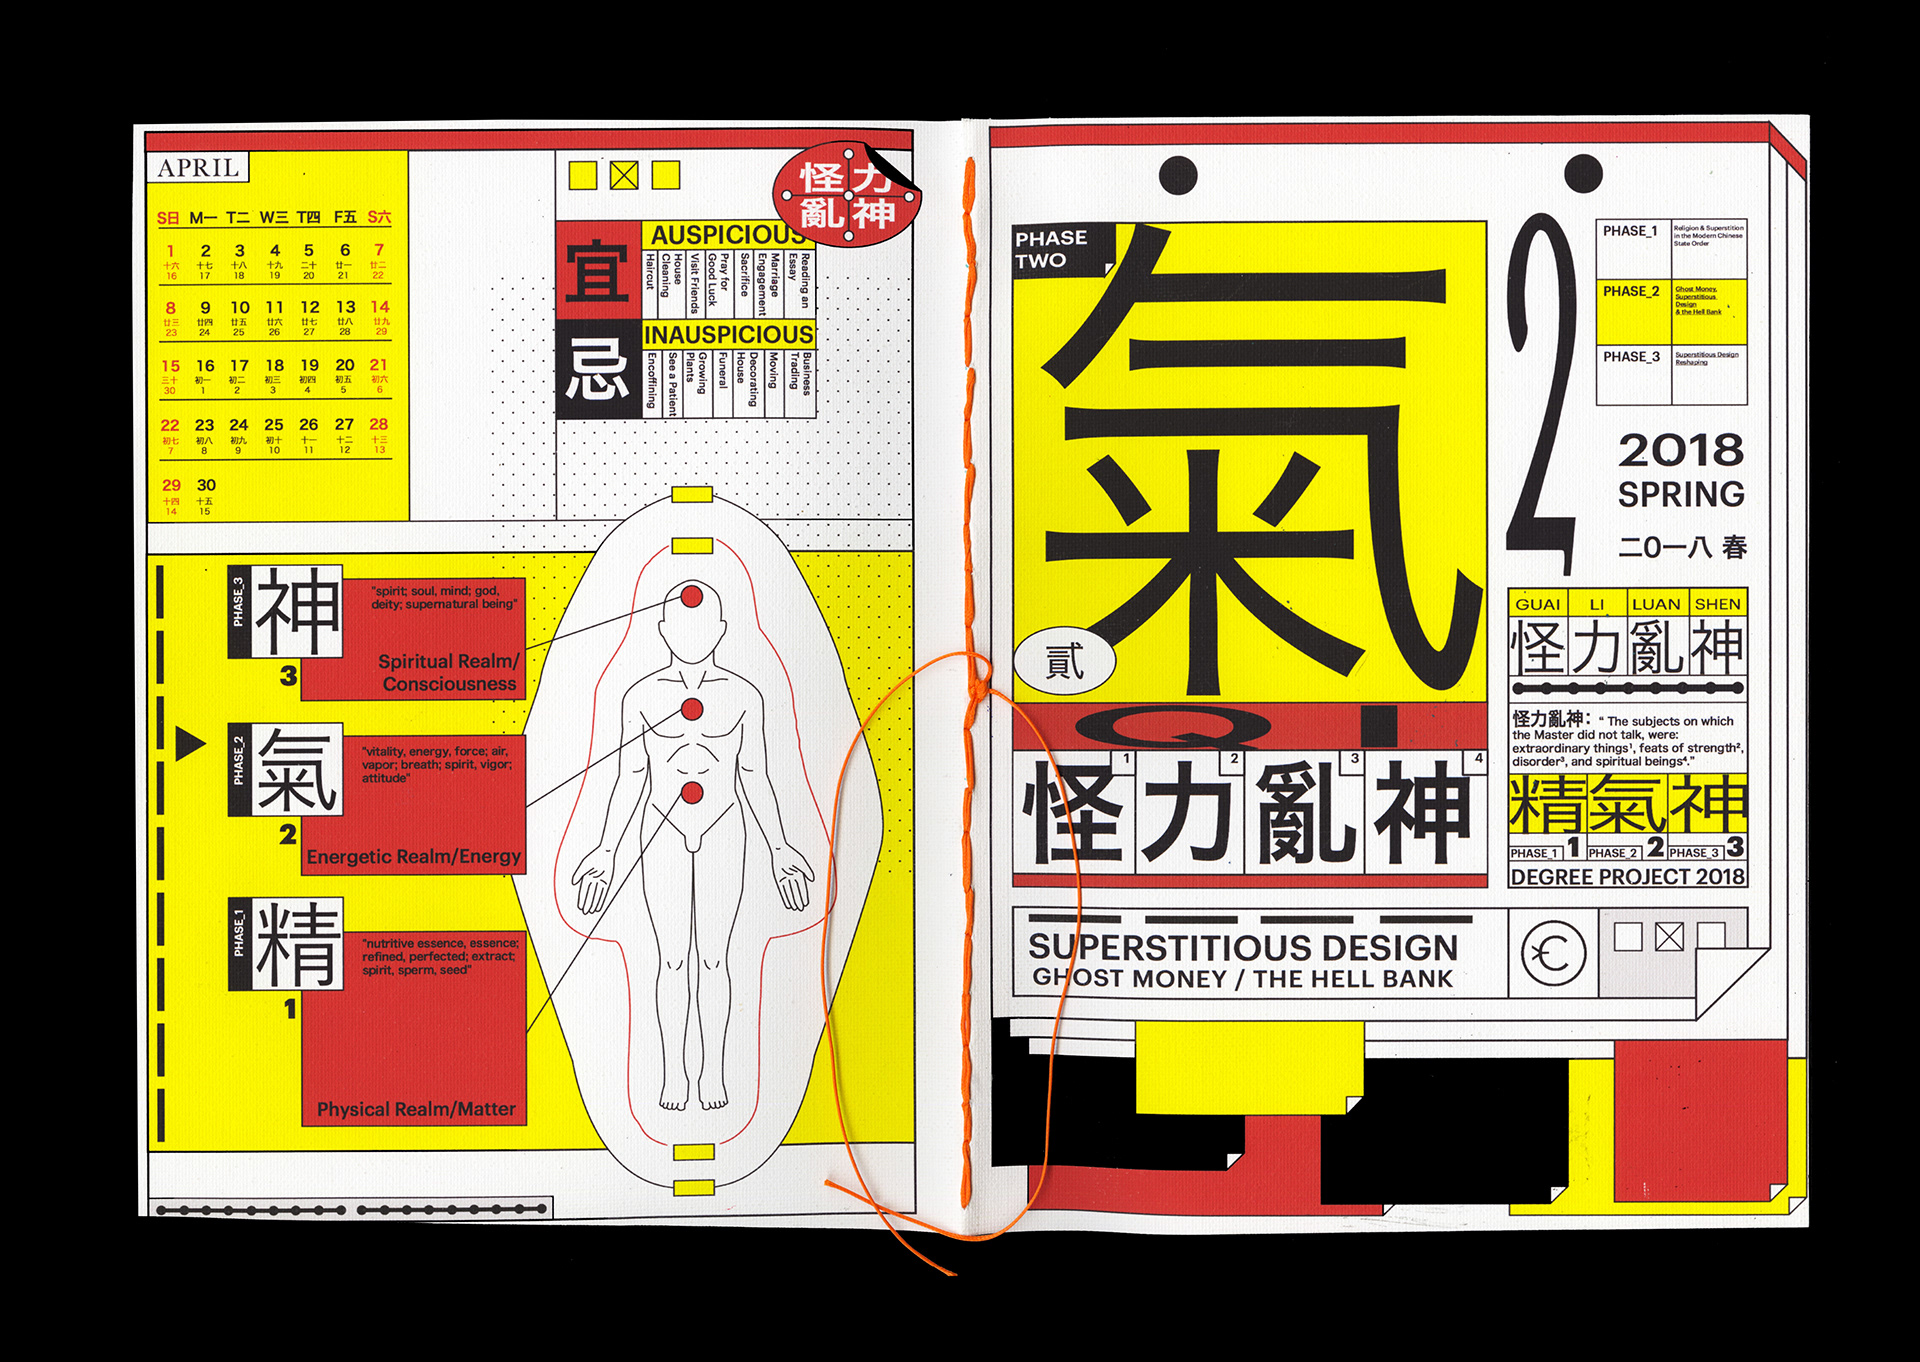 APRIL
S日 M一 T二 W三 T四 F五 S六
1 2 3 4 5 6 7
十六 十七 十八 十九 二十 廿一 廿二
16 17 18 19 20 21 22
8 9 10 11 12 13 14
廿三 廿四 廿五 廿六 廿七 廿八 廿九
23 24 25 26 27 28 29
15 16 17 18 19 20 21
三十 初一 初二 初三 初四 初五 初六
30 1 2 3 4 5 6
22 23 24 25 26 27 28
初七 初八 初九 初十 十一 十二 十三
7 8 9 10 11 12 13
29 30
十四 十五
14 15
怪力
亂神
宜
AUSPICIOUS
Haircut
House
Cleaning
Visit Friends
Pray for
Good Luck
Sacrifice
Marriage
Engagement
Reading an
Essay
忌
INAUSPICIOUS
Encoffining
See a Patient
Growing
Plants
Funeral
Decorating
House
Moving
Business
Trading
PHASE_3
神
3
"spirit; soul, mind; god,
deity; supernatural being"
Spiritual Realm/
Consciousness
PHASE_2
氣
2
"vitality, energy, force; air,
vapor; breath; spirit, vigor;
attitude"
Energetic Realm/Energy
PHASE_1
精
1
"nutritive essence, essence;
refined, perfected; extract;
spirit, sperm, seed"
Physical Realm/Matter
PHASE
TWO
氣
貳
QI
怪1 力2 亂3 神4
SUPERSTITIOUS DESIGN
GHOST MONEY / THE HELL BANK
2
PHASE_1
Religion & Superstition
in the Modern Chinese
State Order
PHASE_2
Ghost Money,
Superstitious
Design
& the Hell Bank
PHASE_3
Superstitious Design
Reshaping
2018
SPRING
二0一八 春
GUAI LI LUAN SHEN
怪力亂神
怪力亂神: " The subjects on which
the Master did not talk, were:
extraordinary things¹, feats of strength²,
disorder³, and spiritual beings⁴."
精氣神
PHASE_1 1 PHASE_2 2 PHASE_3 3
DEGREE PROJECT 2018